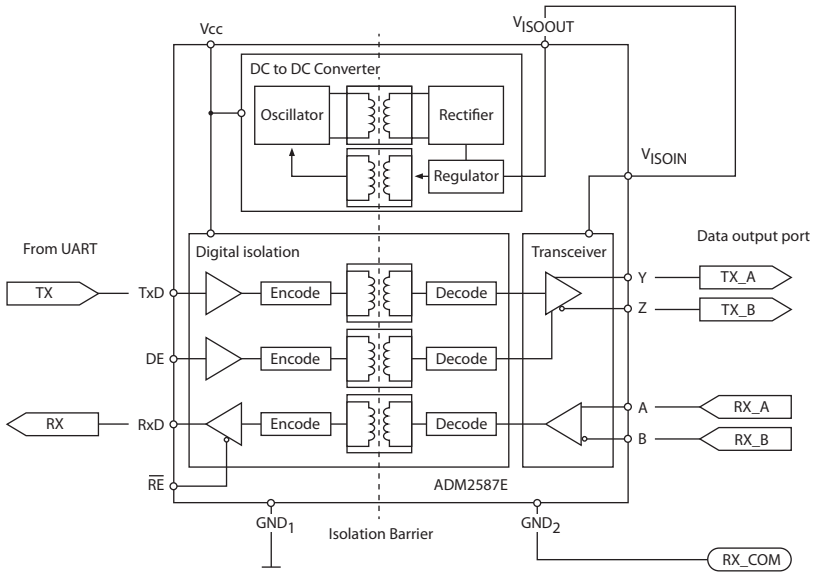 Vcc
VISOOUT
DC to DC Converter
Oscillator
Rectifier
Regulator
VISOIN
From UART
Digital isolation
Transceiver
Data output port
TX
TxD
Encode
Decode
Y
TX_A
Z
TX_B
DE
Encode
Decode
RX
RxD
Encode
Decode
A
RX_A
B
RX_B
RE
ADM2587E
GND1
Isolation Barrier
GND2
RX_COM